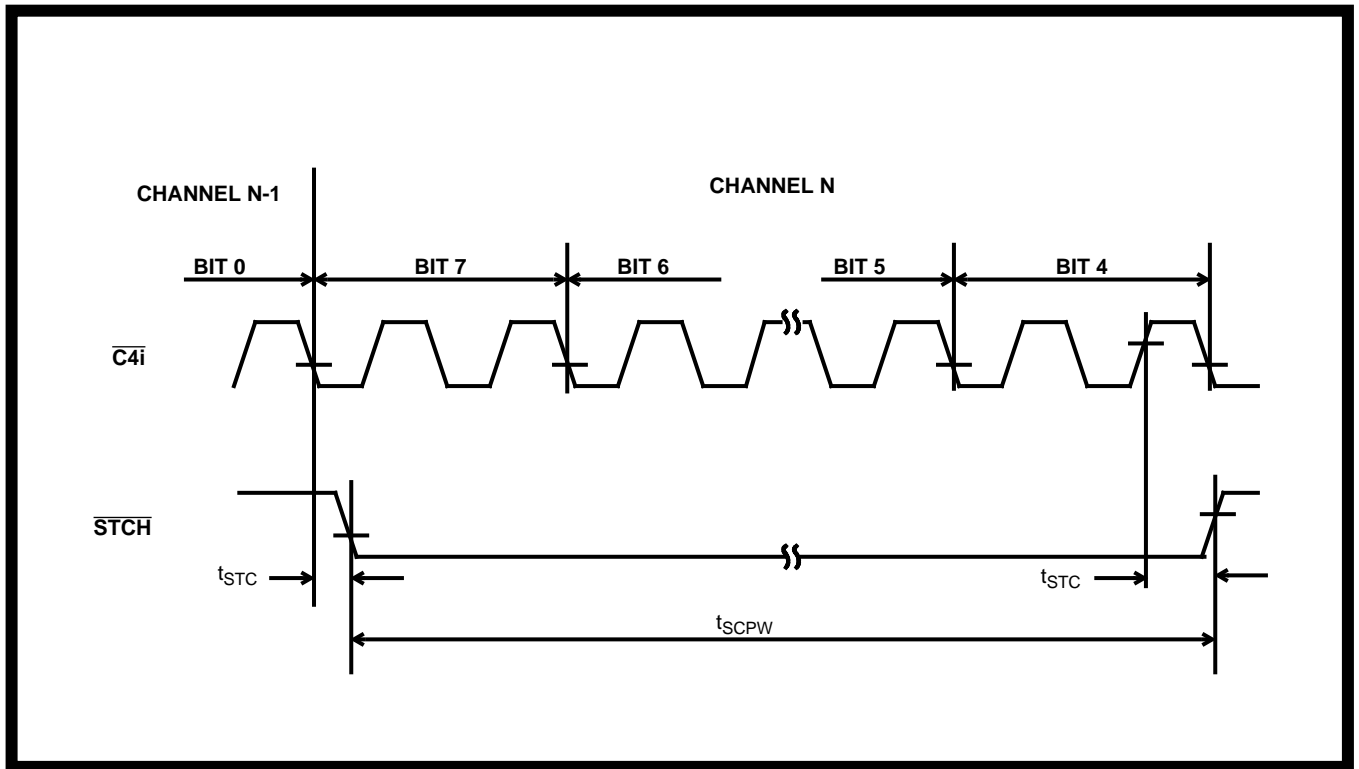 CHANNEL N-1
CHANNEL N
BIT 0
BIT 7
BIT 6
BIT 5
BIT 4
C4i
STCH
tSTC
tSTC
tSCPW